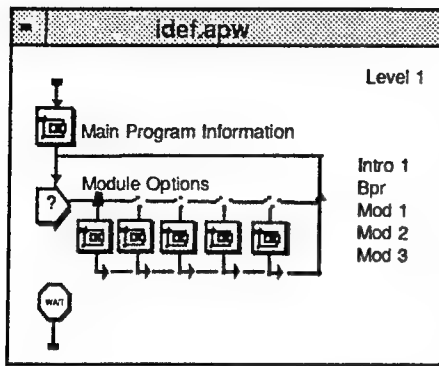 idef.apw
Level 1
Main Program Information
Intro 1
Module Options
Bpr
?
Mod 1
Mod 2
Mod 3
WAIT